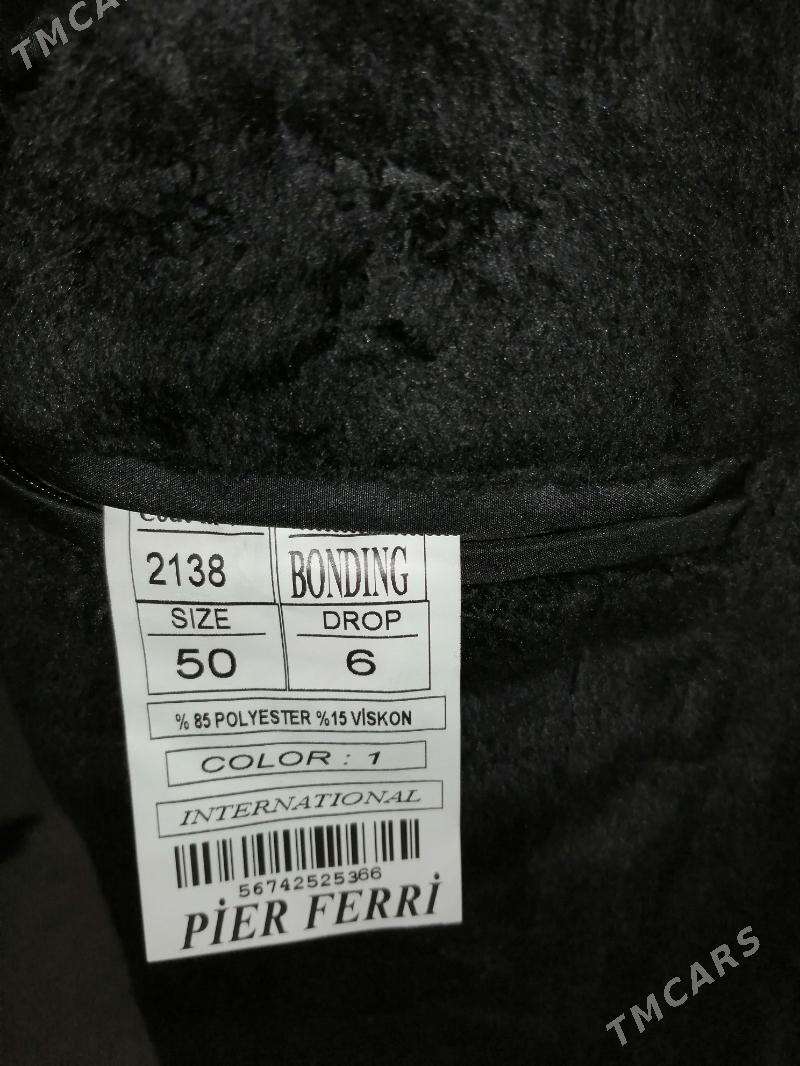 TMCARS
2138 BONDING
SIZE DROP
50 6
% 85 POLYESTER %15 VİSKON
COLOR : 1
INTERNATIONAL
56742525366
PİER FERRİ
TMCARS